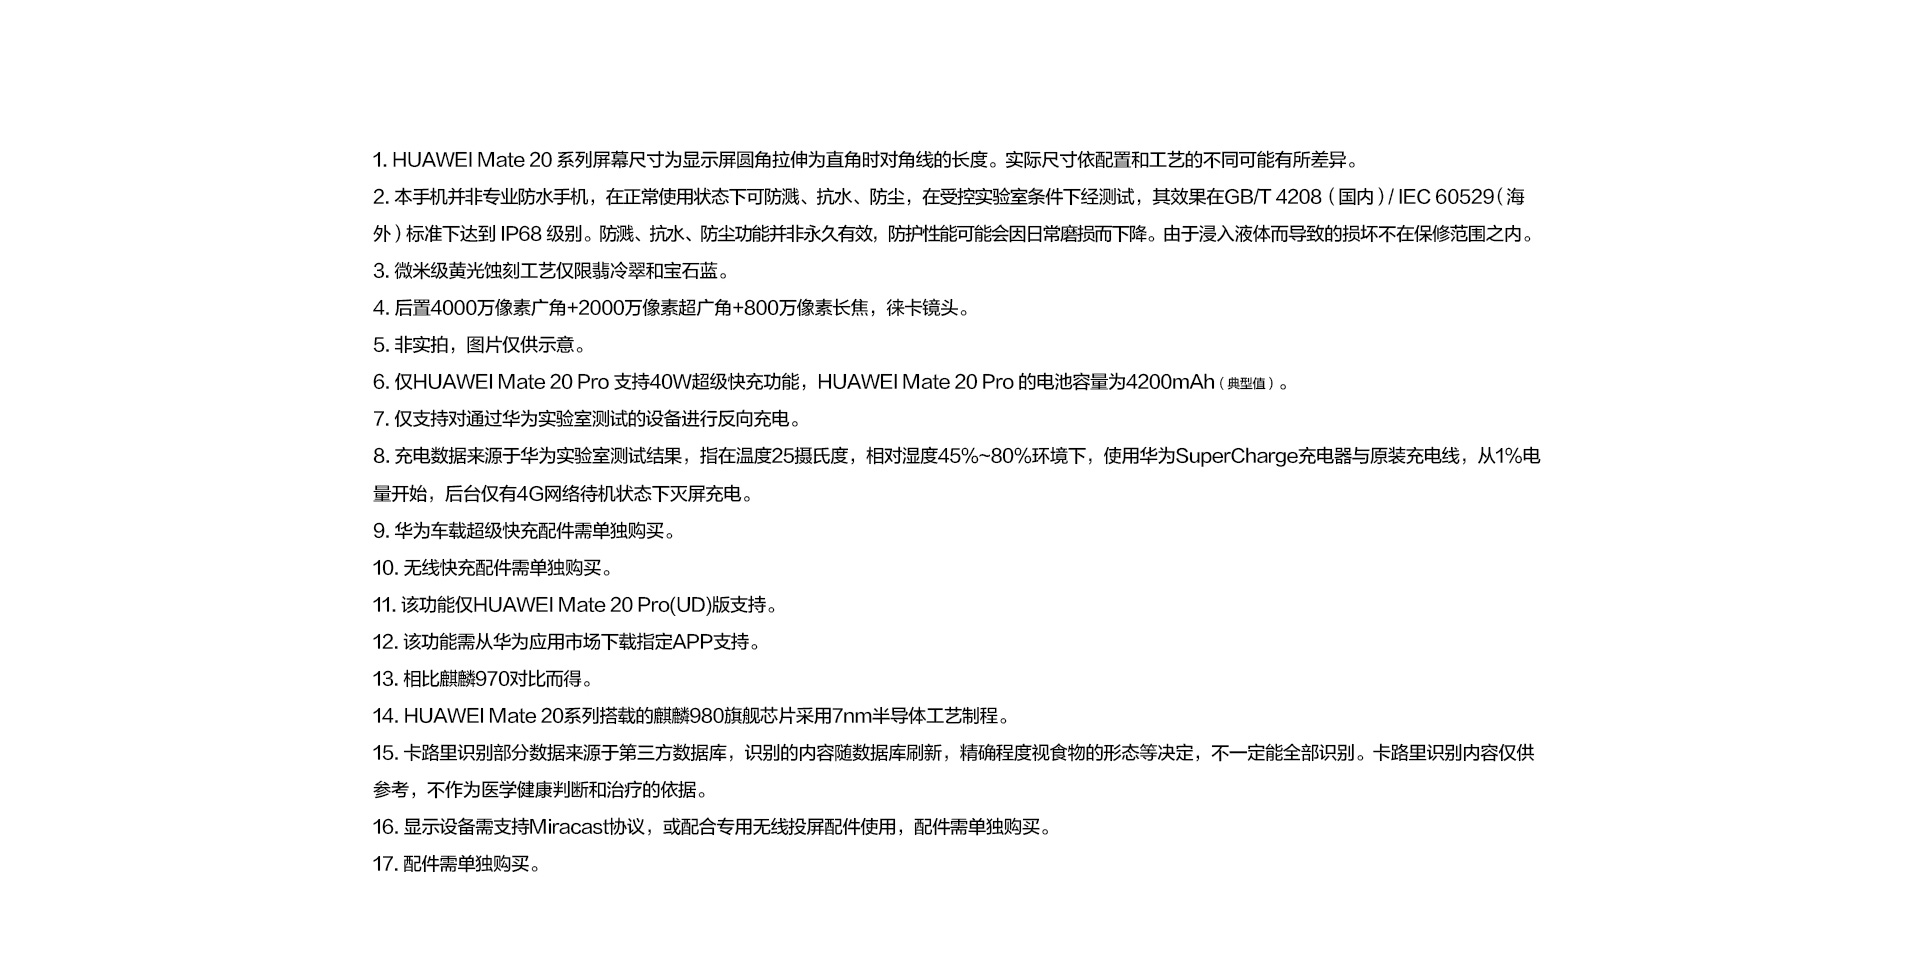 1. HUAWEI Mate 20 系列屏幕尺寸为显示屏圆角拉伸为直角时对角线的长度。实际尺寸依配置和工艺的不同可能有所差异。
2. 本手机并非专业防水手机，在正常使用状态下可防溅、抗水、防尘，在受控实验室条件下经测试，其效果在GB/T 4208（国内）/ IEC 60529（海
外）标准下达到 IP68 级别。防溅、抗水、防尘功能并非永久有效，防护性能可能会因日常磨损而下降。由于浸入液体而导致的损坏不在保修范围之内。
3. 微米级黄光蚀刻工艺仅限翡冷翠和宝石蓝。
4. 后置4000万像素广角+2000万像素超广角+800万像素长焦，徕卡镜头。
5. 非实拍，图片仅供示意。
6. 仅HUAWEI Mate 20 Pro 支持40W超级快充功能，HUAWEI Mate 20 Pro 的电池容量为4200mAh（典型值）。
7. 仅支持对通过华为实验室测试的设备进行反向充电。
8. 充电数据来源于华为实验室测试结果，指在温度25摄氏度，相对湿度45%~80%环境下，使用华为SuperCharge充电器与原装充电线，从1%电
量开始，后台仅有4G网络待机状态下灭屏充电。
9. 华为车载超级快充配件需单独购买。
10. 无线快充配件需单独购买。
11. 该功能仅HUAWEI Mate 20 Pro(UD)版支持。
12. 该功能需从华为应用市场下载指定APP支持。
13. 相比麒麟970对比而得。
14. HUAWEI Mate 20系列搭载的麒麟980旗舰芯片采用7nm半导体工艺制程。
15. 卡路里识别部分数据来源于第三方数据库，识别的内容随数据库刷新，精确程度视食物的形态等决定，不一定能全部识别。卡路里识别内容仅供
参考，不作为医学健康判断和治疗的依据。
16. 显示设备需支持Miracast协议，或配合专用无线投屏配件使用，配件需单独购买。
17. 配件需单独购买。